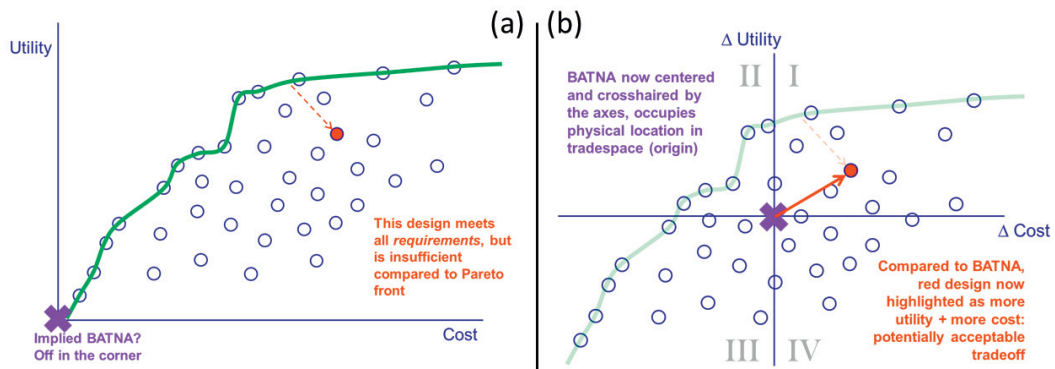 (a)
Utility
This design meets
all requirements, but
is insufficient
compared to Pareto
front
Implied BATNA?
Off in the corner
Cost
(b)
Δ Utility
BATNA now centered
and crosshaired by
the axes, occupies
physical location in
tradespace (origin)
II
I
Δ Cost
Compared to BATNA,
red design now
highlighted as more
utility + more cost:
potentially acceptable
tradeoff
III
IV